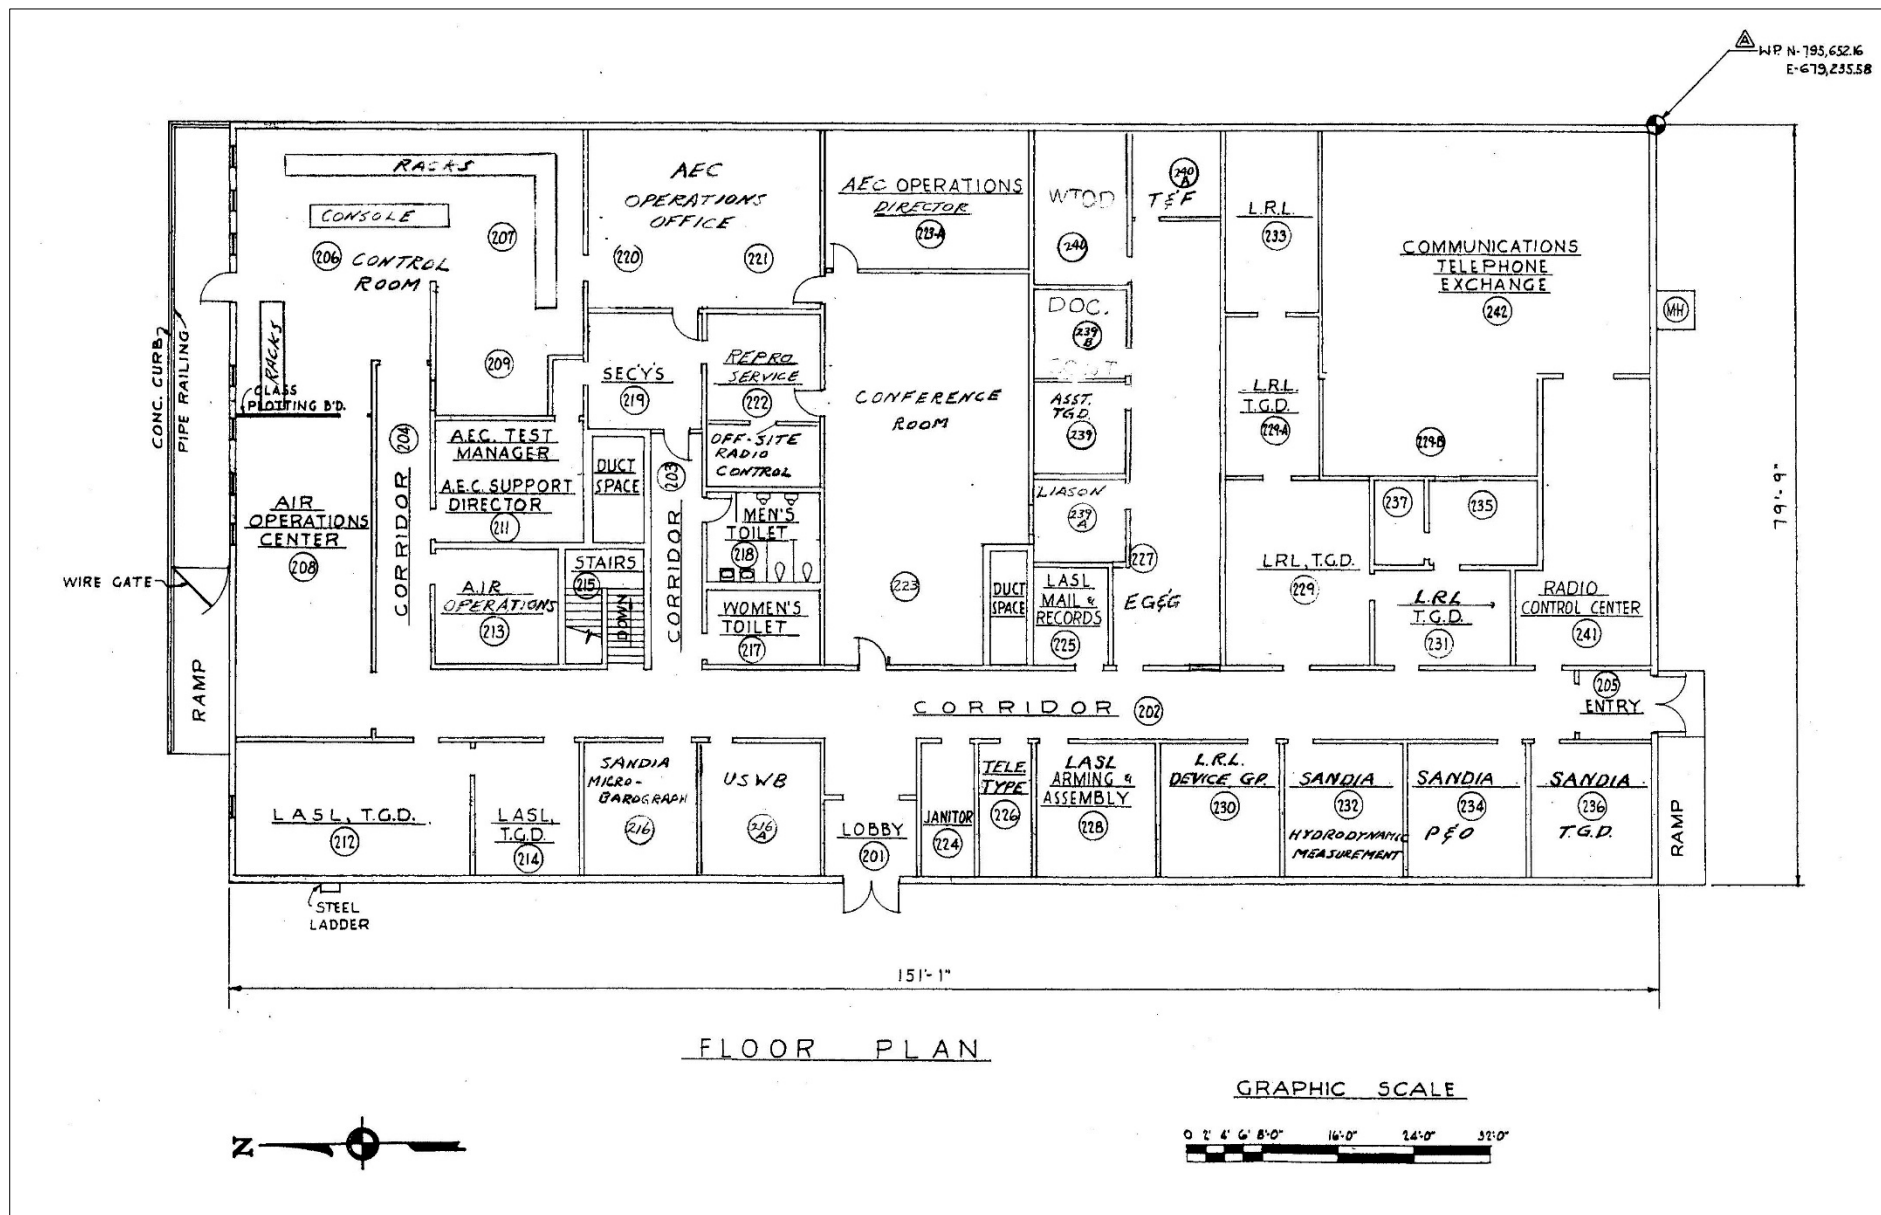 A
W.P. N-795,652.16
E-679,235.58
RACKS
CONSOLE
206
207
CONTROL
ROOM
RACKS
209
GLASS
PLOTTING B'D.
CONC. CURB
PIPE RAILING
WIRE GATE
RAMP
AEC
OPERATIONS
OFFICE
220
221
AEC OPERATIONS
DIRECTOR
223-A
WTOD
240
240
A
T & F
L.R.L.
233
COMMUNICATIONS
TELEPHONE
EXCHANGE
242
MH
DOC.
239
B
ASST.
TGD.
239
LIASON
239
A
L.R.L.
T.G.D.
229-A
229-B
SEC'Y'S
219
REPRO
SERVICE
222
OFF-SITE
RADIO
CONTROL
CONFERENCE
ROOM
223
204
CORRIDOR
A.E.C. TEST
MANAGER
A.E.C. SUPPORT
DIRECTOR
211
DUCT
SPACE
203
CORRIDOR
MEN'S
TOILET
218
WOMEN'S
TOILET
217
AIR
OPERATIONS
CENTER
208
AIR
OPERATIONS
213
STAIRS
215
DOWN
DUCT
SPACE
LASL
MAIL &
RECORDS
225
227
EG&G
LRL, T.G.D.
229
237
235
L.R.L
T.G.D.
231
RADIO
CONTROL CENTER
241
79'-9"
CORRIDOR 202
205
ENTRY
RAMP
LASL, T.G.D.
212
LASL,
T.G.D.
214
SANDIA
MICRO-
BAROGRAPH
216
USWB
216
A
LOBBY
201
JANITOR
224
TELE.
TYPE
226
LASL
ARMING &
ASSEMBLY
228
L.R.L.
DEVICE GP.
230
SANDIA
232
HYDRODYNAMIC
MEASUREMENT
SANDIA
234
P & O
SANDIA
236
T.G.D.
STEEL
LADDER
151'-1"
FLOOR PLAN
GRAPHIC SCALE
0 2' 4' 6' 8'-0" 16'-0" 24'-0" 32'-0"
N